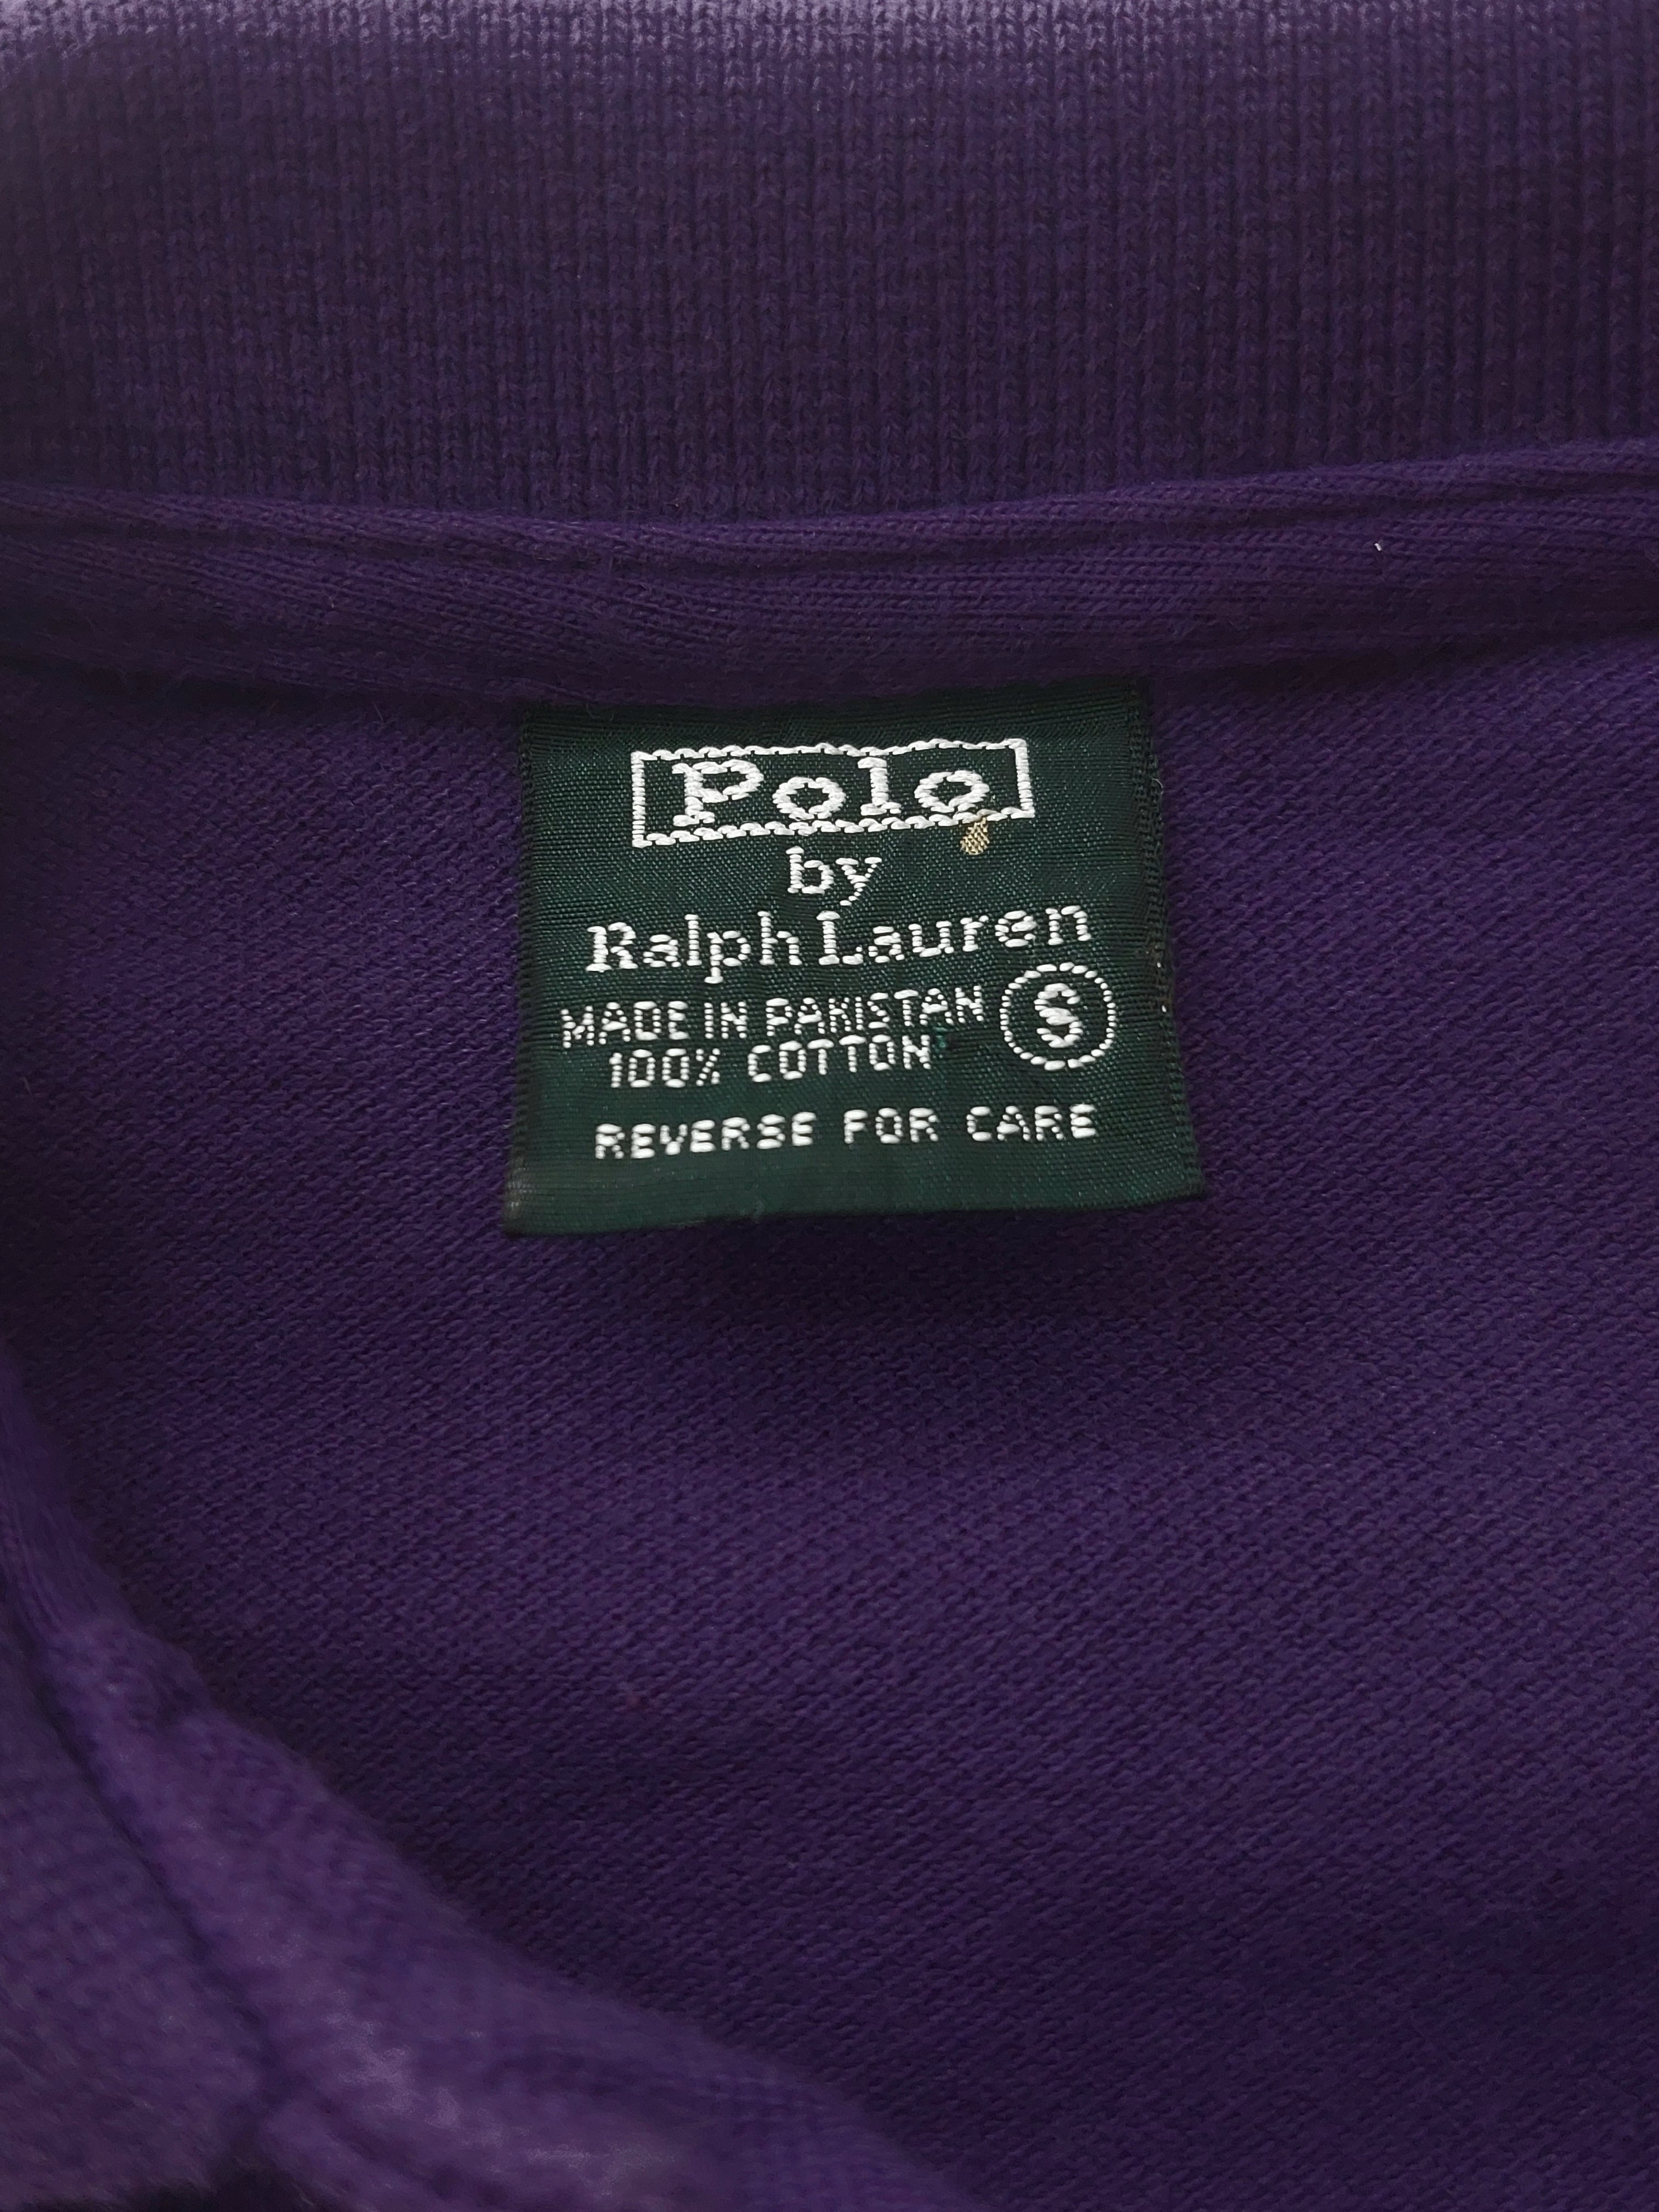 Polo
by
Ralph Lauren
MADE IN PAKISTAN
100% COTTON
S
REVERSE FOR CARE